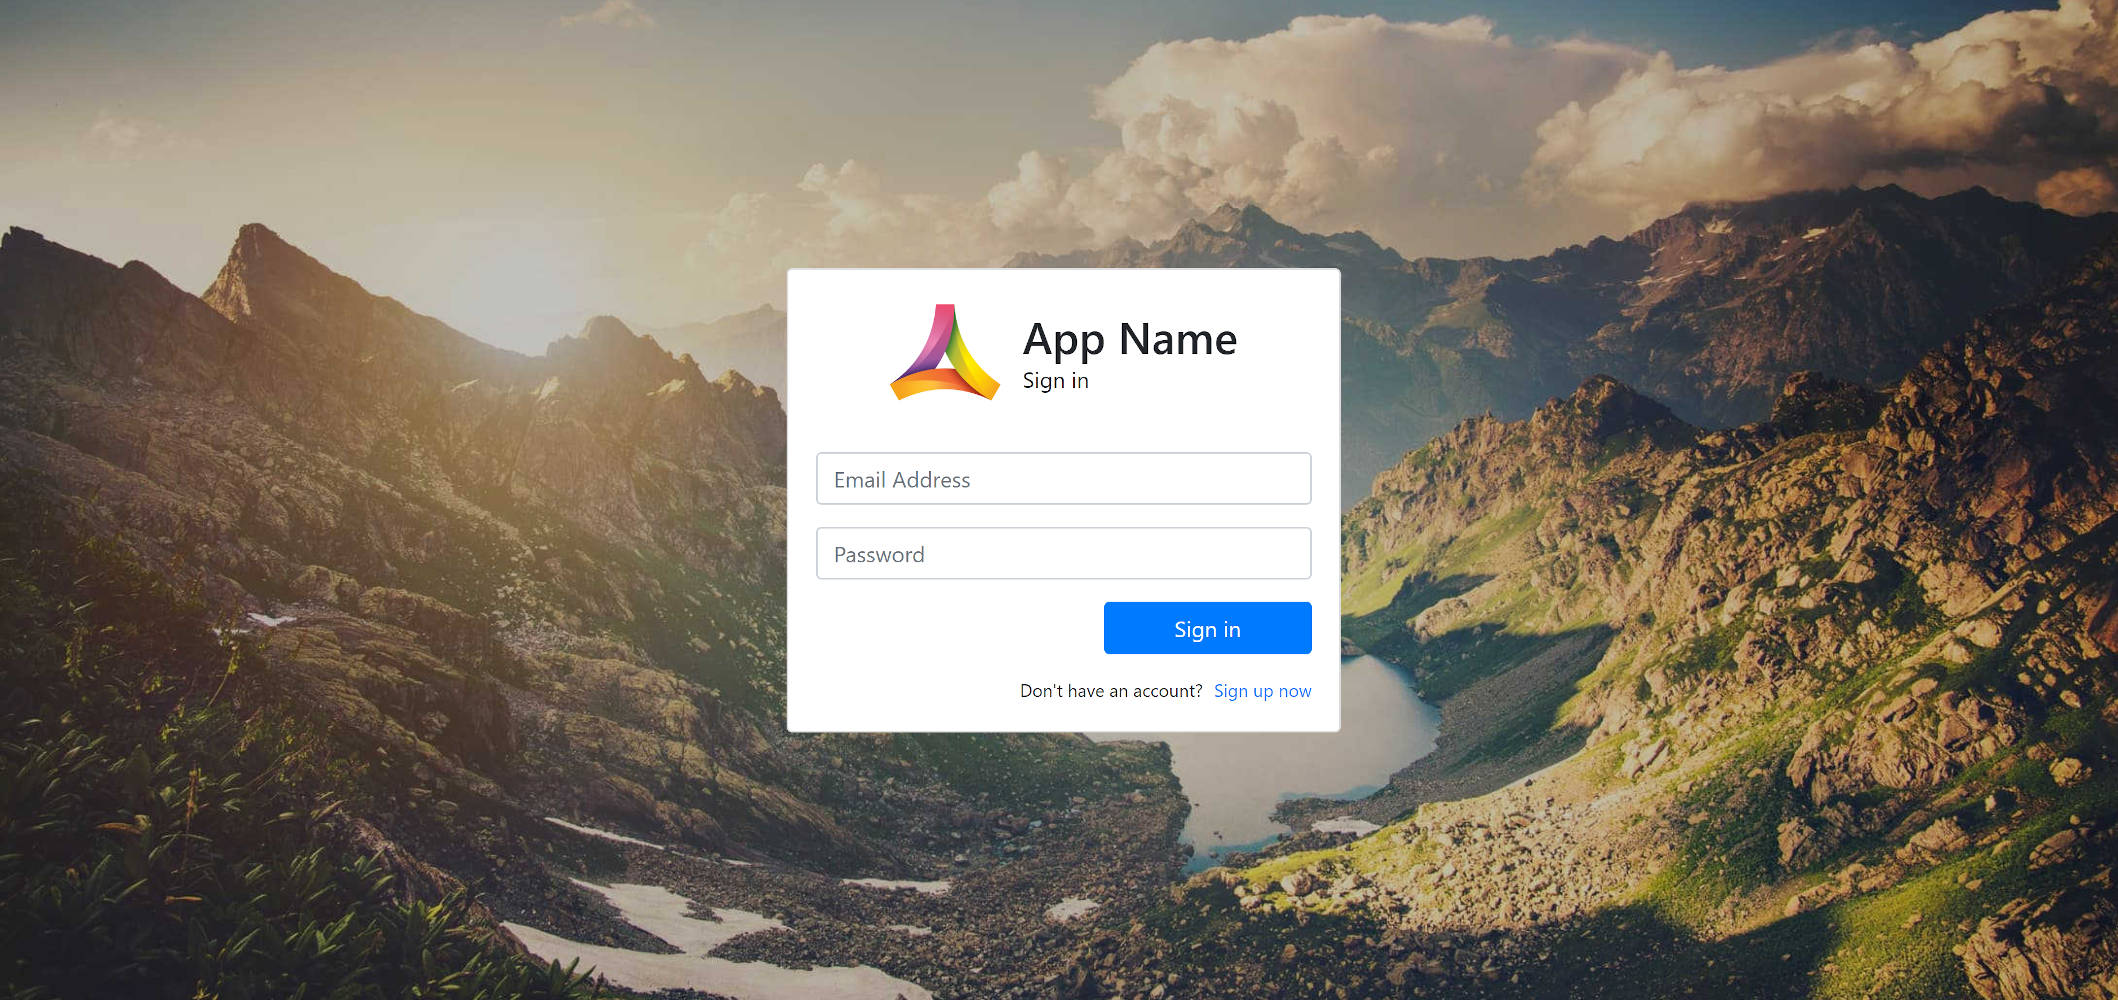 App Name
Sign in
Email Address
Password
Sign in
Don't have an account? Sign up now